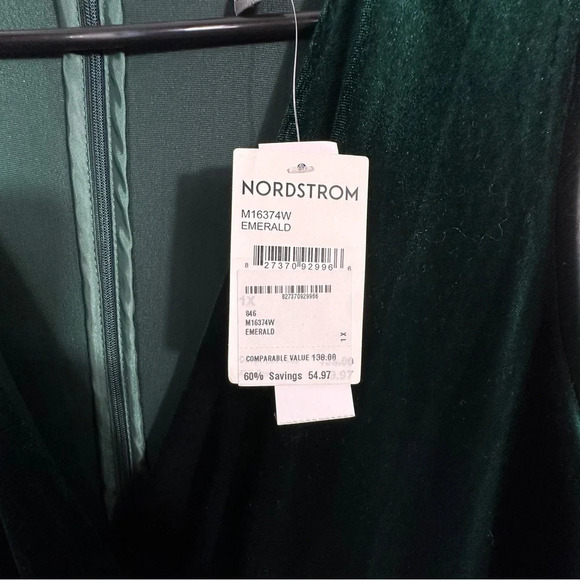 NORDSTROM
M16374W
EMERALD
8 27370 92996 6
827370929966
1X
846
M16374W
EMERALD
1X
COMPARABLE VALUE 138.00
60% Savings 54.97